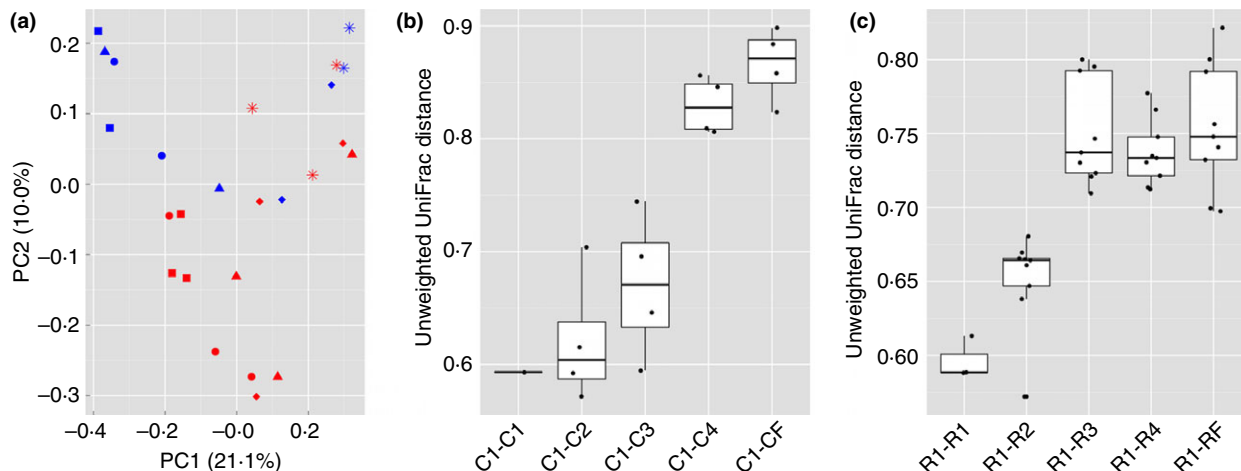 (a)
0·2
0·1
0·0
−0·1
−0·2
−0·3
PC2 (10·0%)
−0·4
−0·2
−0·0
0·2
PC1 (21·1%)
(b)
0·9
0·8
0·7
0·6
Unweighted UniFrac distance
C1-C1
C1-C2
C1-C3
C1-C4
C1-CF
(c)
0·80
0·75
0·70
0·65
0·60
Unweighted UniFrac distance
R1-R1
R1-R2
R1-R3
R1-R4
R1-RF